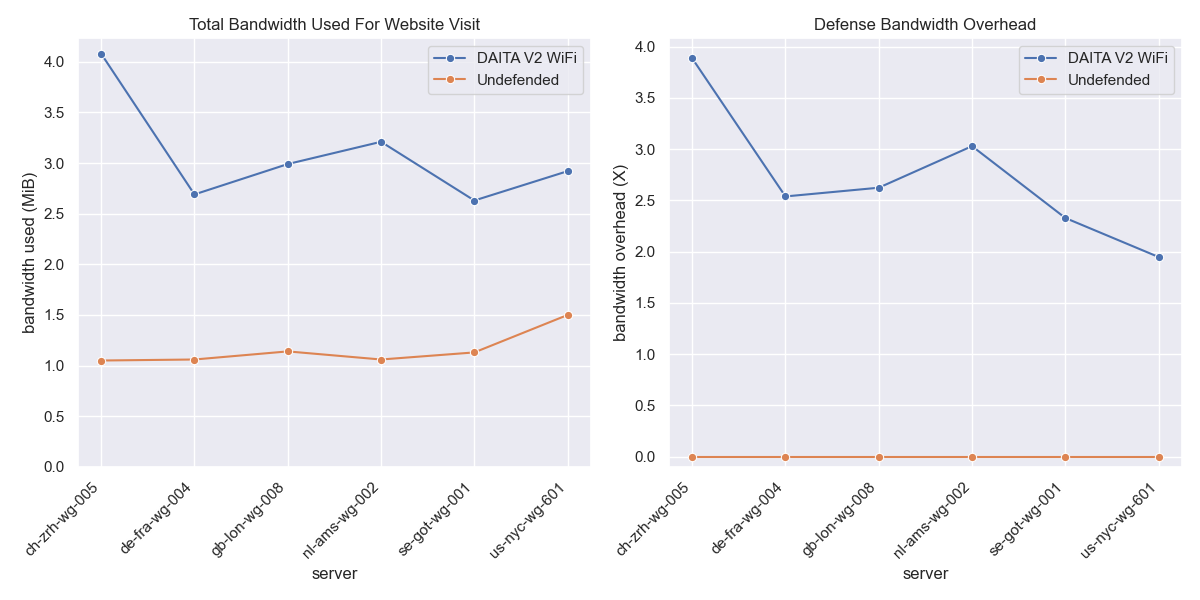 Total Bandwidth Used For Website Visit
DAITA V2 WiFi
Undefended
bandwidth used (MiB)
4.0
3.5
3.0
2.5
2.0
1.5
1.0
0.5
0.0
ch-zrh-wg-005
de-fra-wg-004
gb-lon-wg-008
nl-ams-wg-002
se-got-wg-001
us-nyc-wg-601
server
Defense Bandwidth Overhead
DAITA V2 WiFi
Undefended
bandwidth overhead (X)
4.0
3.5
3.0
2.5
2.0
1.5
1.0
0.5
0.0
ch-zrh-wg-005
de-fra-wg-004
gb-lon-wg-008
nl-ams-wg-002
se-got-wg-001
us-nyc-wg-601
server